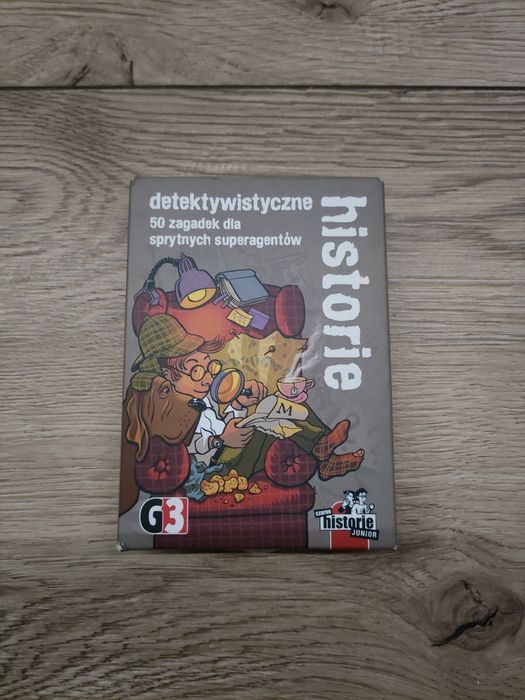 detektywistyczne
historie
50 zagadek dla
sprytnych superagentów
M
G3
czarne
historie
JUNIOR